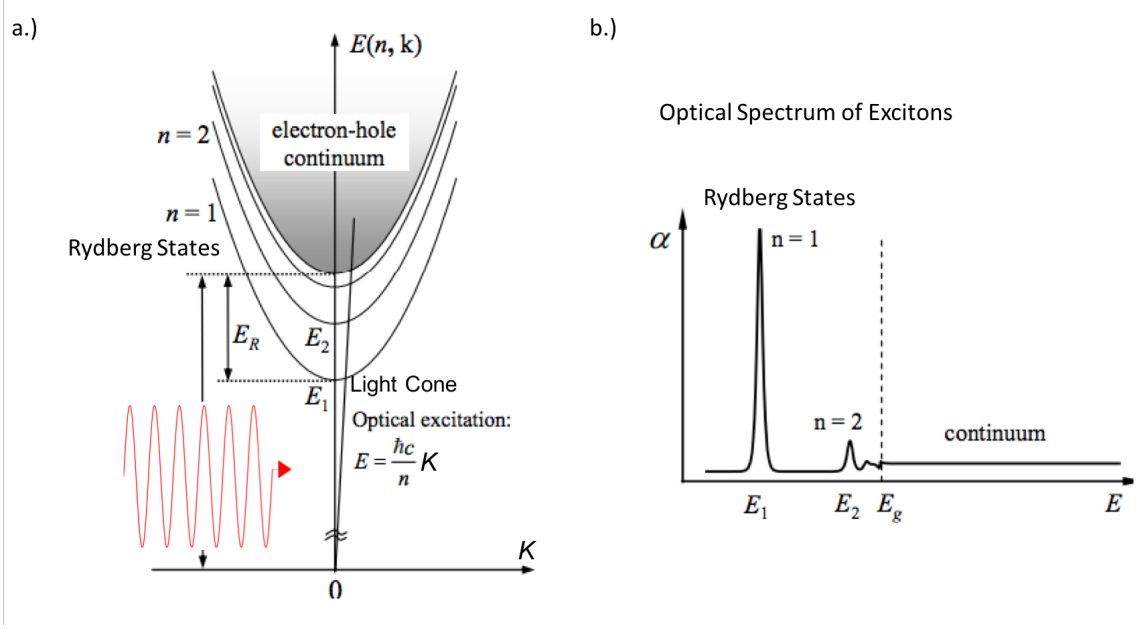 a.)
E(n, k)
electron-hole
continuum
n = 2
n = 1
Rydberg States
E_R
E_2
E_1
Light Cone
Optical excitation:
E = ħc/n K
K
0
b.)
Optical Spectrum of Excitons
Rydberg States
α
n = 1
n = 2
continuum
E_1
E_2
E_g
E